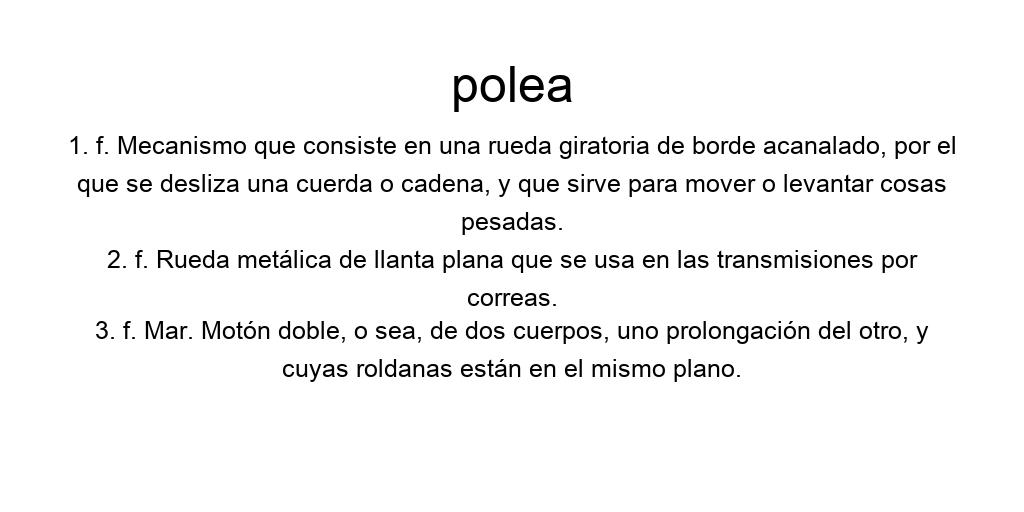 polea
1. f. Mecanismo que consiste en una rueda giratoria de borde acanalado, por el
que se desliza una cuerda o cadena, y que sirve para mover o levantar cosas
pesadas.
2. f. Rueda metálica de llanta plana que se usa en las transmisiones por
correas.
3. f. Mar. Motón doble, o sea, de dos cuerpos, uno prolongación del otro, y
cuyas roldanas están en el mismo plano.